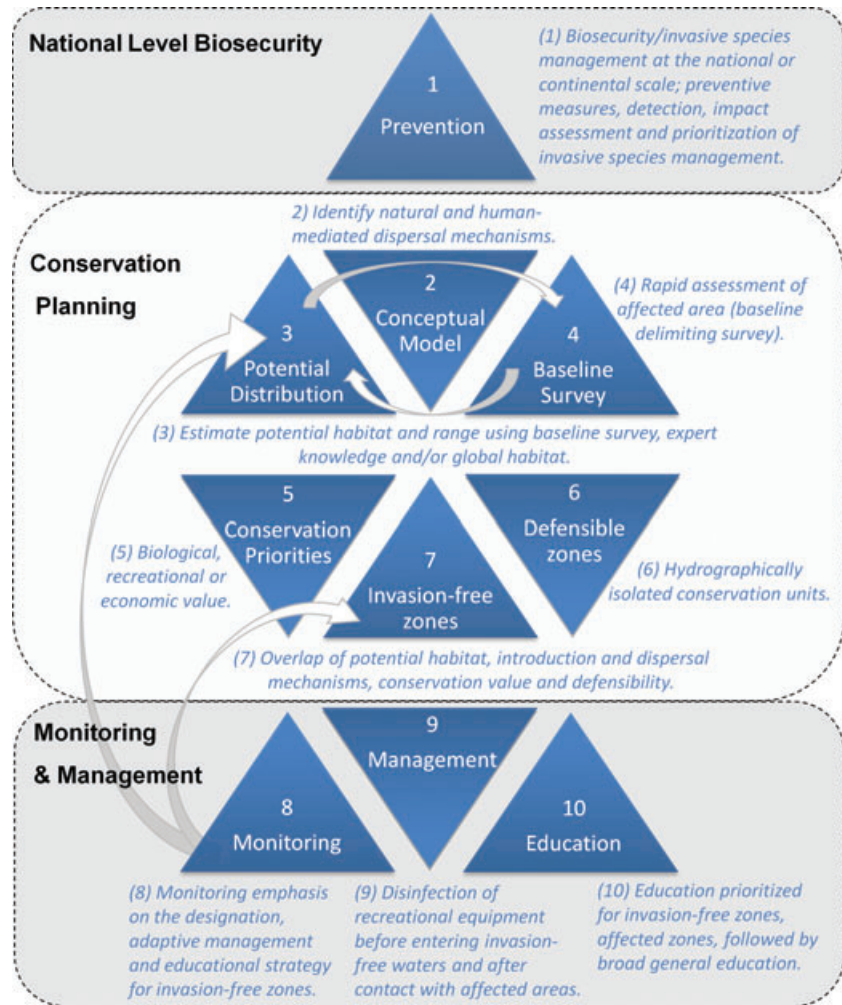 National Level Biosecurity
1
Prevention
(1) Biosecurity/invasive species
management at the national or
continental scale; preventive
measures, detection, impact
assessment and prioritization of
invasive species management.
Conservation
Planning
2) Identify natural and human-
mediated dispersal mechanisms.
2
Conceptual
Model
3
Potential
Distribution
4
Baseline
Survey
(4) Rapid assessment of
affected area (baseline
delimiting survey).
(3) Estimate potential habitat and range using baseline survey, expert
knowledge and/or global habitat.
5
Conservation
Priorities
(5) Biological,
recreational or
economic value.
7
Invasion-free
zones
6
Defensible
zones
(6) Hydrographically
isolated conservation units.
(7) Overlap of potential habitat, introduction and dispersal
mechanisms, conservation value and defensibility.
Monitoring
& Management
8
Monitoring
9
Management
10
Education
(8) Monitoring emphasis
on the designation,
adaptive management
and educational strategy
for invasion-free zones.
(9) Disinfection of
recreational equipment
before entering invasion-
free waters and after
contact with affected areas.
(10) Education prioritized
for invasion-free zones,
affected zones, followed by
broad general education.